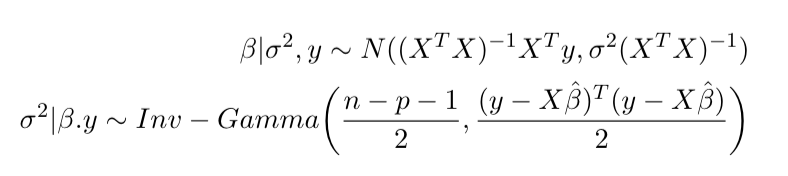 β|σ², y ∼ N((XᵀX)⁻¹Xᵀy, σ²(XᵀX)⁻¹)
σ²|β.y ∼ Inv − Gamma((n − p − 1)/2, (y − Xβ̂)ᵀ(y − Xβ̂)/2)